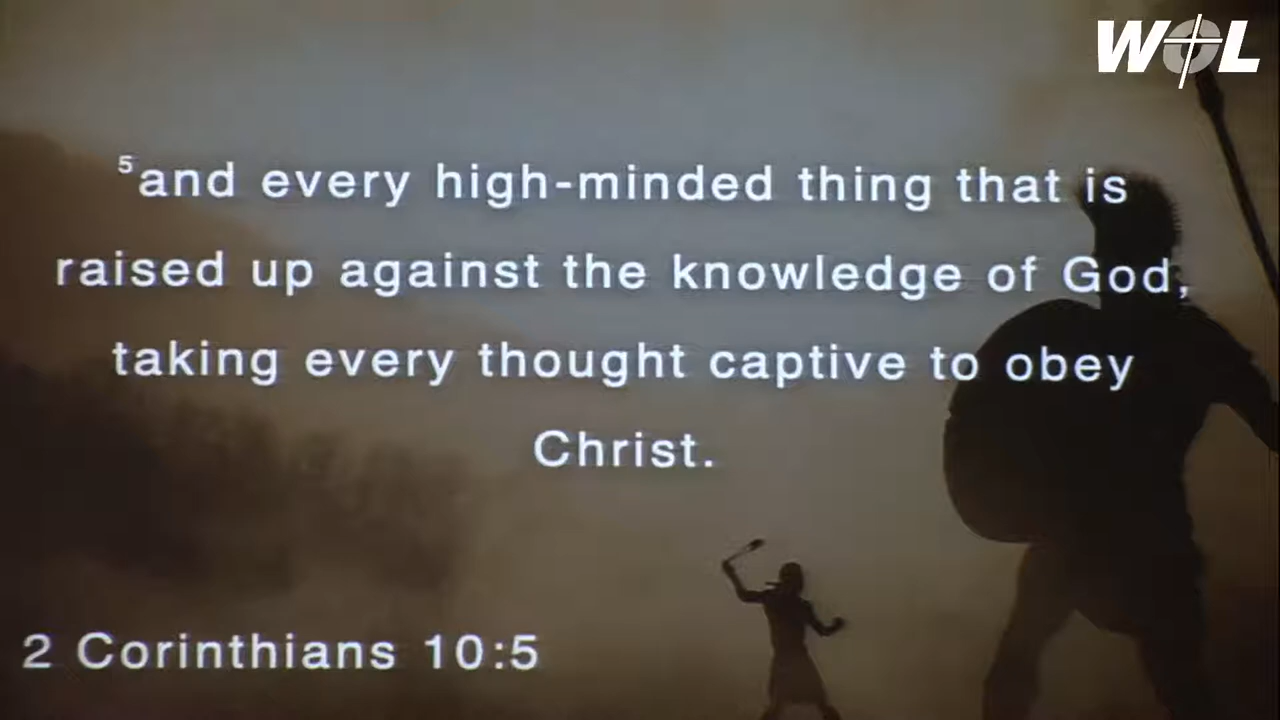 WOL
⁵and every high-minded thing that is
raised up against the knowledge of God,
taking every thought captive to obey
Christ.
2 Corinthians 10:5